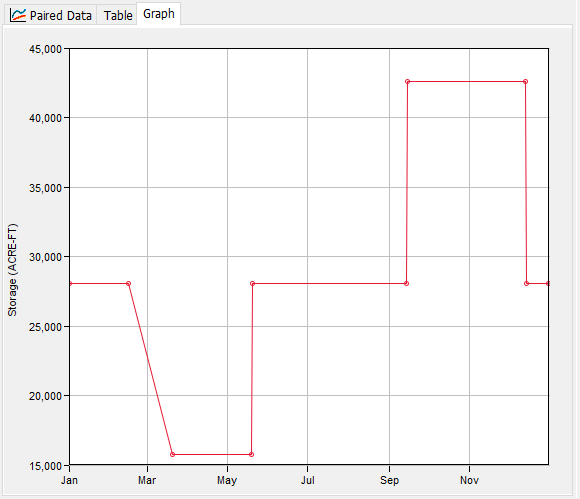 Paired Data Table Graph
45,000
40,000
35,000
30,000
25,000
20,000
15,000
Storage (ACRE-FT)
Jan Mar May Jul Sep Nov